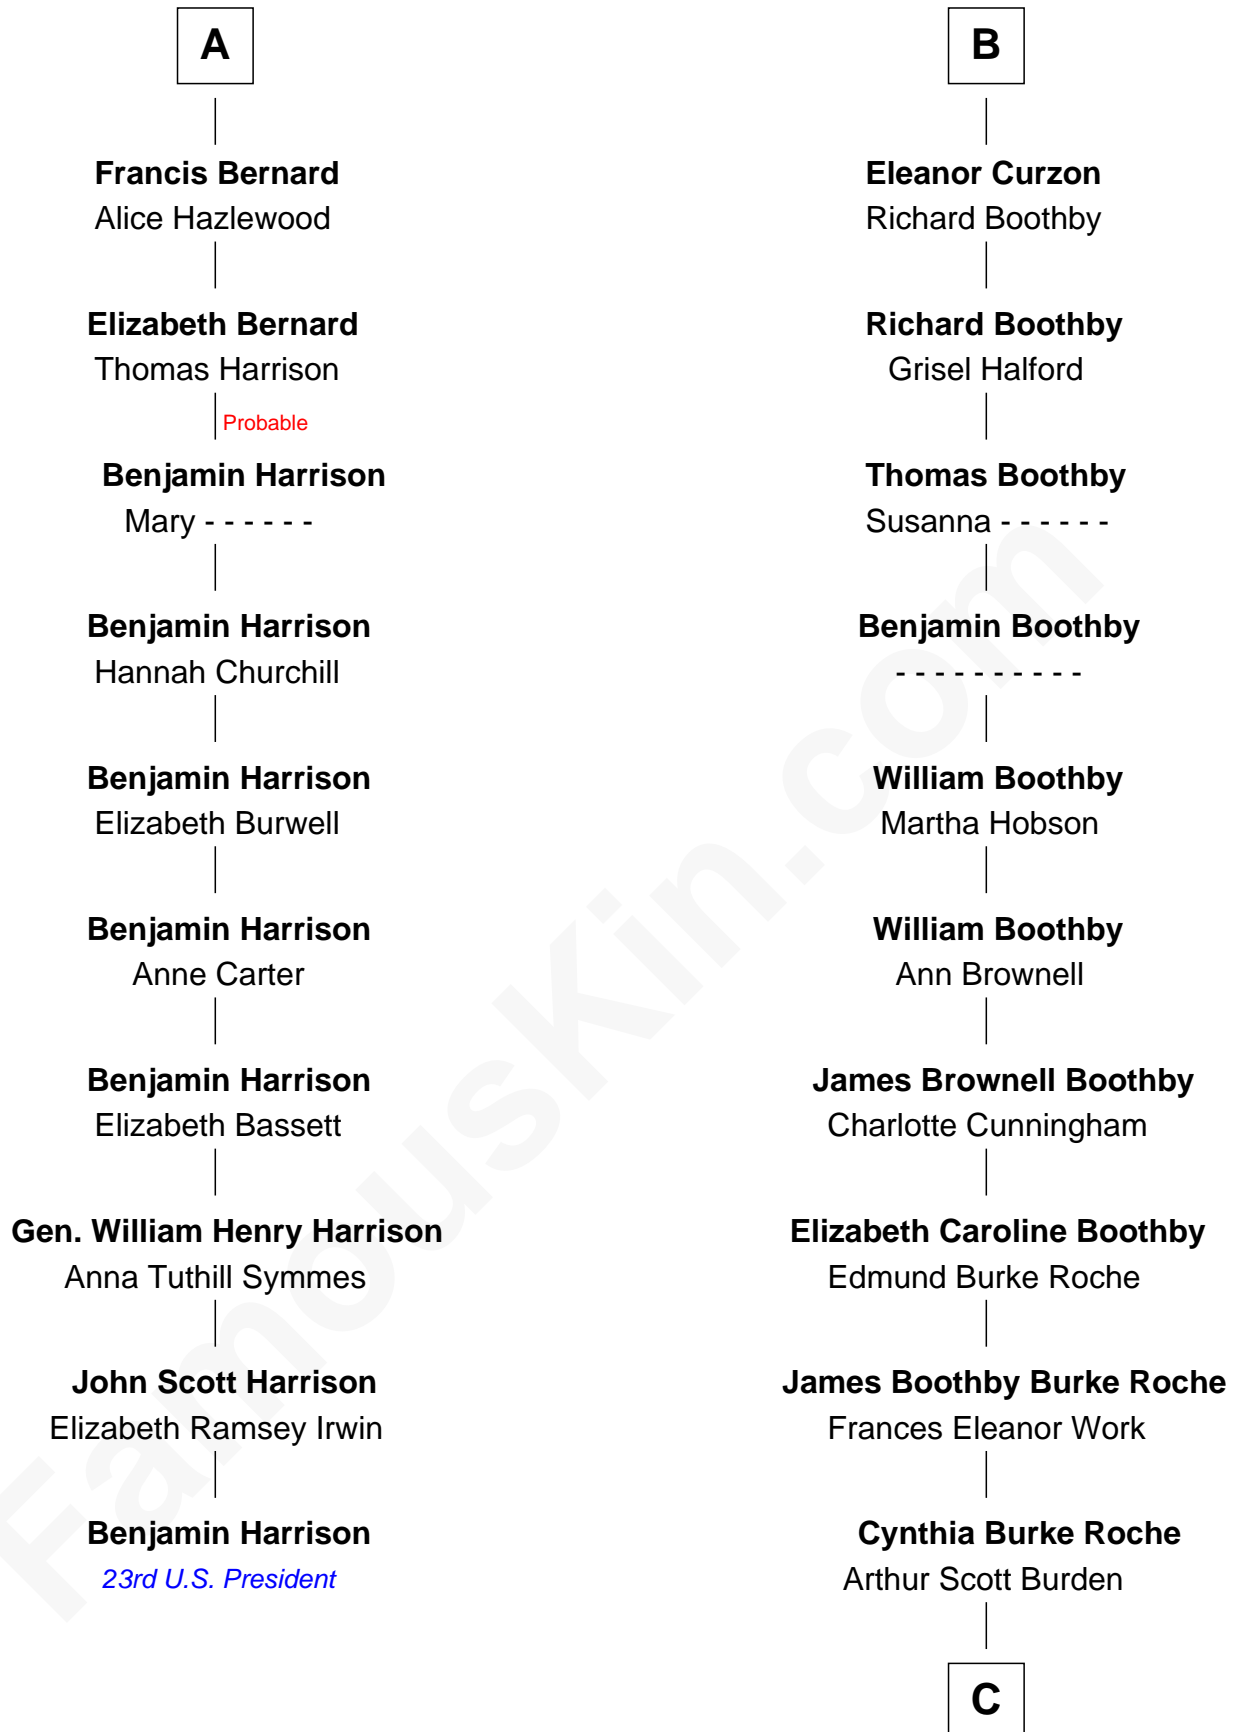 A
Francis Bernard
Alice Hazlewood
Elizabeth Bernard
Thomas Harrison
Probable
Benjamin Harrison
Mary - - - - - -
Benjamin Harrison
Hannah Churchill
Benjamin Harrison
Elizabeth Burwell
Benjamin Harrison
Anne Carter
Benjamin Harrison
Elizabeth Bassett
Gen. William Henry Harrison
Anna Tuthill Symmes
John Scott Harrison
Elizabeth Ramsey Irwin
Benjamin Harrison
23rd U.S. President
B
Eleanor Curzon
Richard Boothby
Richard Boothby
Grisel Halford
Thomas Boothby
Susanna - - - - - -
Benjamin Boothby
- - - - - - - - - -
William Boothby
Martha Hobson
William Boothby
Ann Brownell
James Brownell Boothby
Charlotte Cunningham
Elizabeth Caroline Boothby
Edmund Burke Roche
James Boothby Burke Roche
Frances Eleanor Work
Cynthia Burke Roche
Arthur Scott Burden
C
FamousKin.com